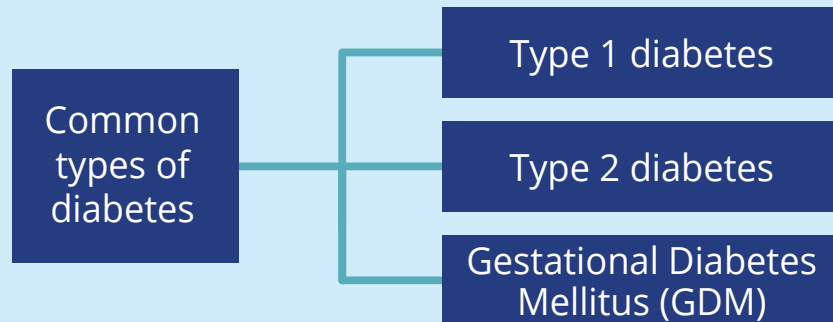 Common
types of
diabetes
Type 1 diabetes
Type 2 diabetes
Gestational Diabetes
Mellitus (GDM)